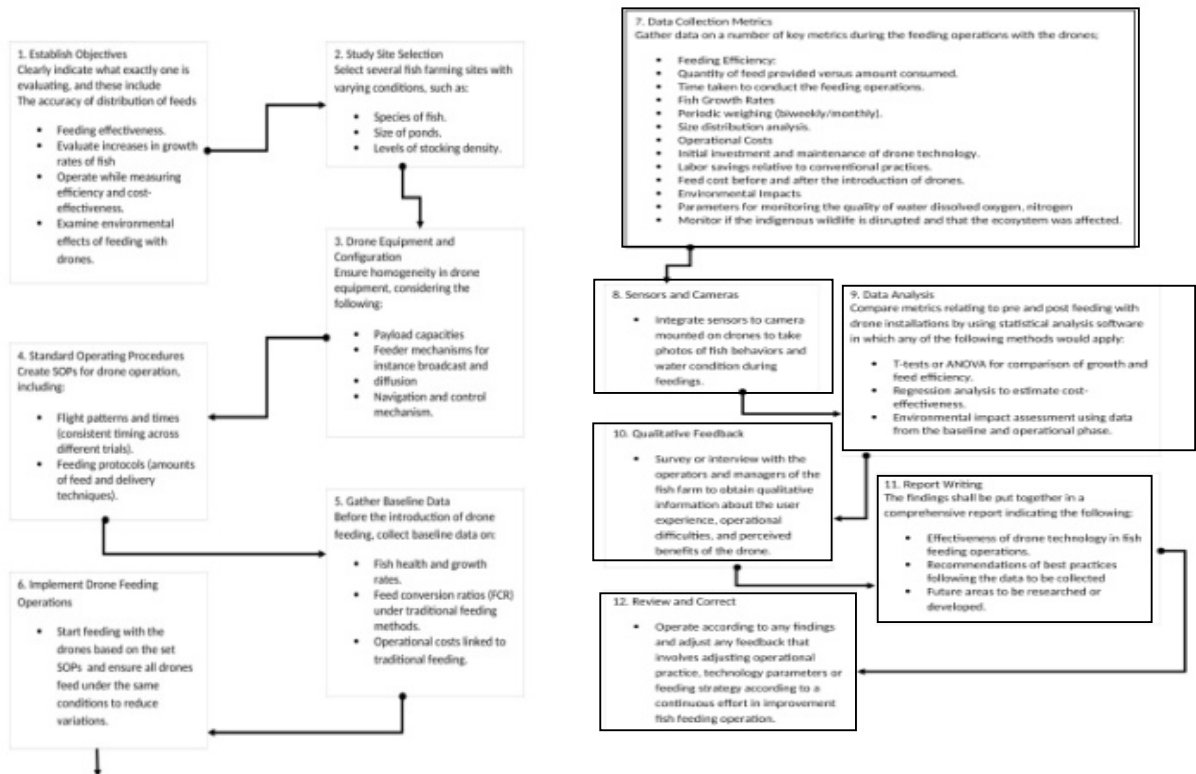 1. Establish Objectives
Clearly indicate what exactly one is
evaluating, and these include
The accuracy of distribution of feeds
• Feeding effectiveness.
• Evaluate increases in growth
rates of fish
• Operate while measuring
efficiency and cost-
effectiveness.
• Examine environmental
effects of feeding with
drones.
2. Study Site Selection
Select several fish farming sites with
varying conditions, such as:
• Species of fish.
• Size of ponds.
• Levels of stocking density.
3. Drone Equipment and
Configuration
Ensure homogeneity in drone
equipment, considering the
following:
• Payload capacities
• Feeder mechanisms for
instance broadcast and
• diffusion
• Navigation and control
mechanism.
4. Standard Operating Procedures
Create SOPs for drone operation,
including:
• Flight patterns and times
(consistent timing across
different trials).
• Feeding protocols (amounts
of feed and delivery
techniques).
5. Gather Baseline Data
Before the introduction of drone
feeding, collect baseline data on:
• Fish health and growth
rates.
• Feed conversion ratios (FCR)
under traditional feeding
methods.
• Operational costs linked to
traditional feeding.
6. Implement Drone Feeding
Operations
• Start feeding with the
drones based on the set
SOPs and ensure all drones
feed under the same
conditions to reduce
variations.
7. Data Collection Metrics
Gather data on a number of key metrics during the feeding operations with the drones;
• Feeding Efficiency:
• Quantity of feed provided versus amount consumed.
• Time taken to conduct the feeding operations.
• Fish Growth Rates
• Periodic weighing (biweekly/monthly).
• Size distribution analysis.
• Operational Costs
• Initial investment and maintenance of drone technology.
• Labor savings relative to conventional practices.
• Feed cost before and after the introduction of drones.
• Environmental Impacts
• Parameters for monitoring the quality of water dissolved oxygen, nitrogen
• Monitor if the indigenous wildlife is disrupted and that the ecosystem was affected.
8. Sensors and Cameras
• Integrate sensors to camera
mounted on drones to take
photos of fish behaviors and
water condition during
feedings.
9. Data Analysis
Compare metrics relating to pre and post feeding with
drone installations by using statistical analysis software
in which any of the following methods would apply:
• T-tests or ANOVA for comparison of growth and
feed efficiency.
• Regression analysis to estimate cost-
effectiveness.
• Environmental impact assessment using data
from the baseline and operational phase.
10. Qualitative Feedback
• Survey or interview with the
operators and managers of the
fish farm to obtain qualitative
information about the user
experience, operational
difficulties, and perceived
benefits of the drone.
11. Report Writing
The findings shall be put together in a
comprehensive report indicating the following:
• Effectiveness of drone technology in fish
feeding operations.
• Recommendations of best practices
following the data to be collected
• Future areas to be researched or
developed.
12. Review and Correct
• Operate according to any findings
and adjust any feedback that
involves adjusting operational
practice, technology parameters or
feeding strategy according to a
continuous effort in improvement
fish feeding operation.